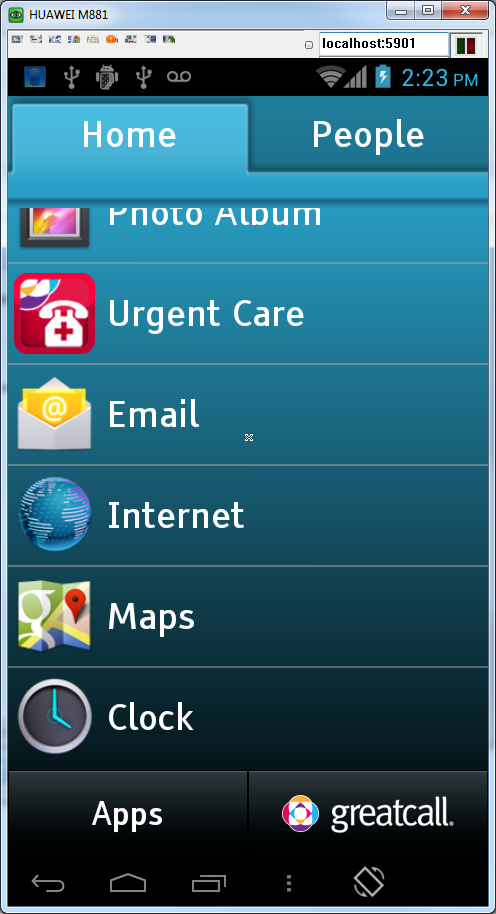 HUAWEI M881
localhost:5901
2:23 PM
Home
People
Photo Album
Urgent Care
@
Email
Internet
g
Maps
Clock
Apps
greatcall®